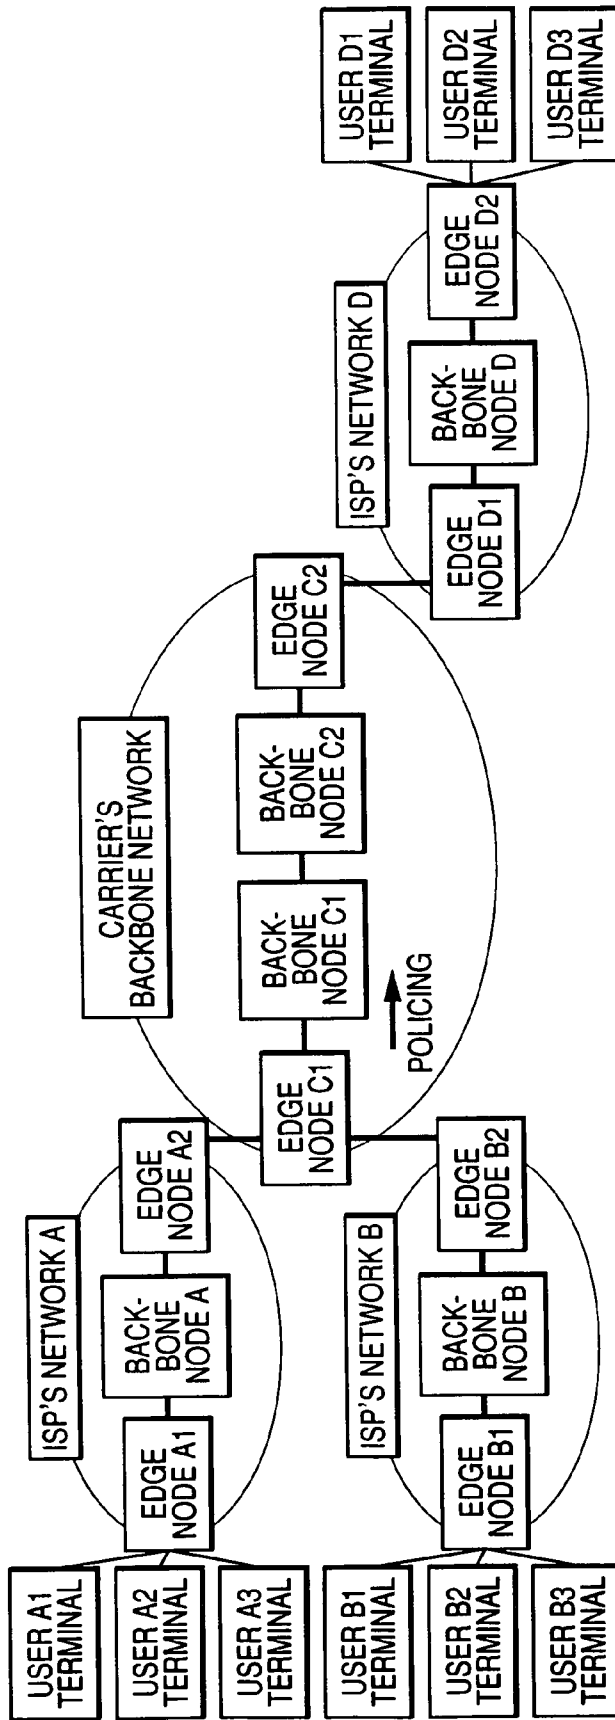 USER A1
TERMINAL
USER A2
TERMINAL
USER A3
TERMINAL
EDGE
NODE A1
BACK-
BONE
NODE A
EDGE
NODE A2
ISP'S NETWORK A
USER B1
TERMINAL
USER B2
TERMINAL
USER B3
TERMINAL
EDGE
NODE B1
BACK-
BONE
NODE B
EDGE
NODE B2
ISP'S NETWORK B
CARRIER'S
BACKBONE NETWORK
EDGE
NODE C1
BACK-
BONE
NODE C1
BACK-
BONE
NODE C2
EDGE
NODE C2
POLICING
ISP'S NETWORK D
EDGE
NODE D1
BACK-
BONE
NODE D
EDGE
NODE D2
USER D1
TERMINAL
USER D2
TERMINAL
USER D3
TERMINAL